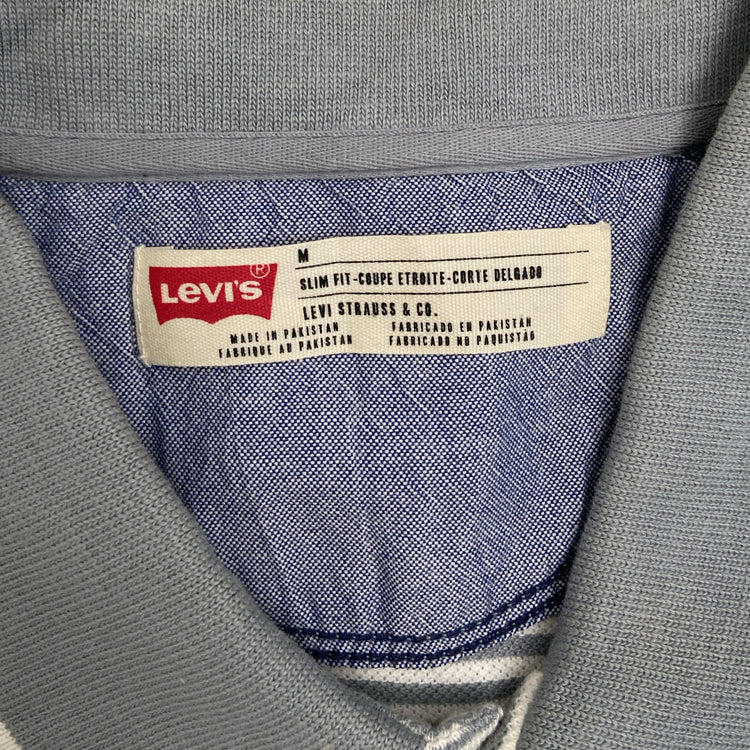 LEVI'S®
M
SLIM FIT-COUPE ETROITE-CORTE DELGADO
LEVI STRAUSS & CO.
MADE IN PAKISTAN FABRICADO EN PAKISTÁN
FABRIQUE AU PAKISTAN FABRICADO NO PAQUISTÃO